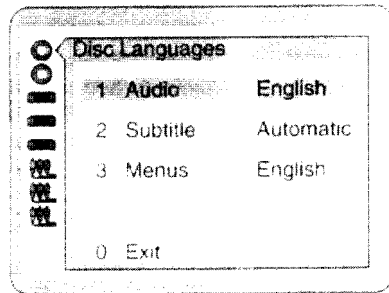 Disc Languages
1 Audio English
2 Subtitle Automatic
3 Menus English
0 Exit